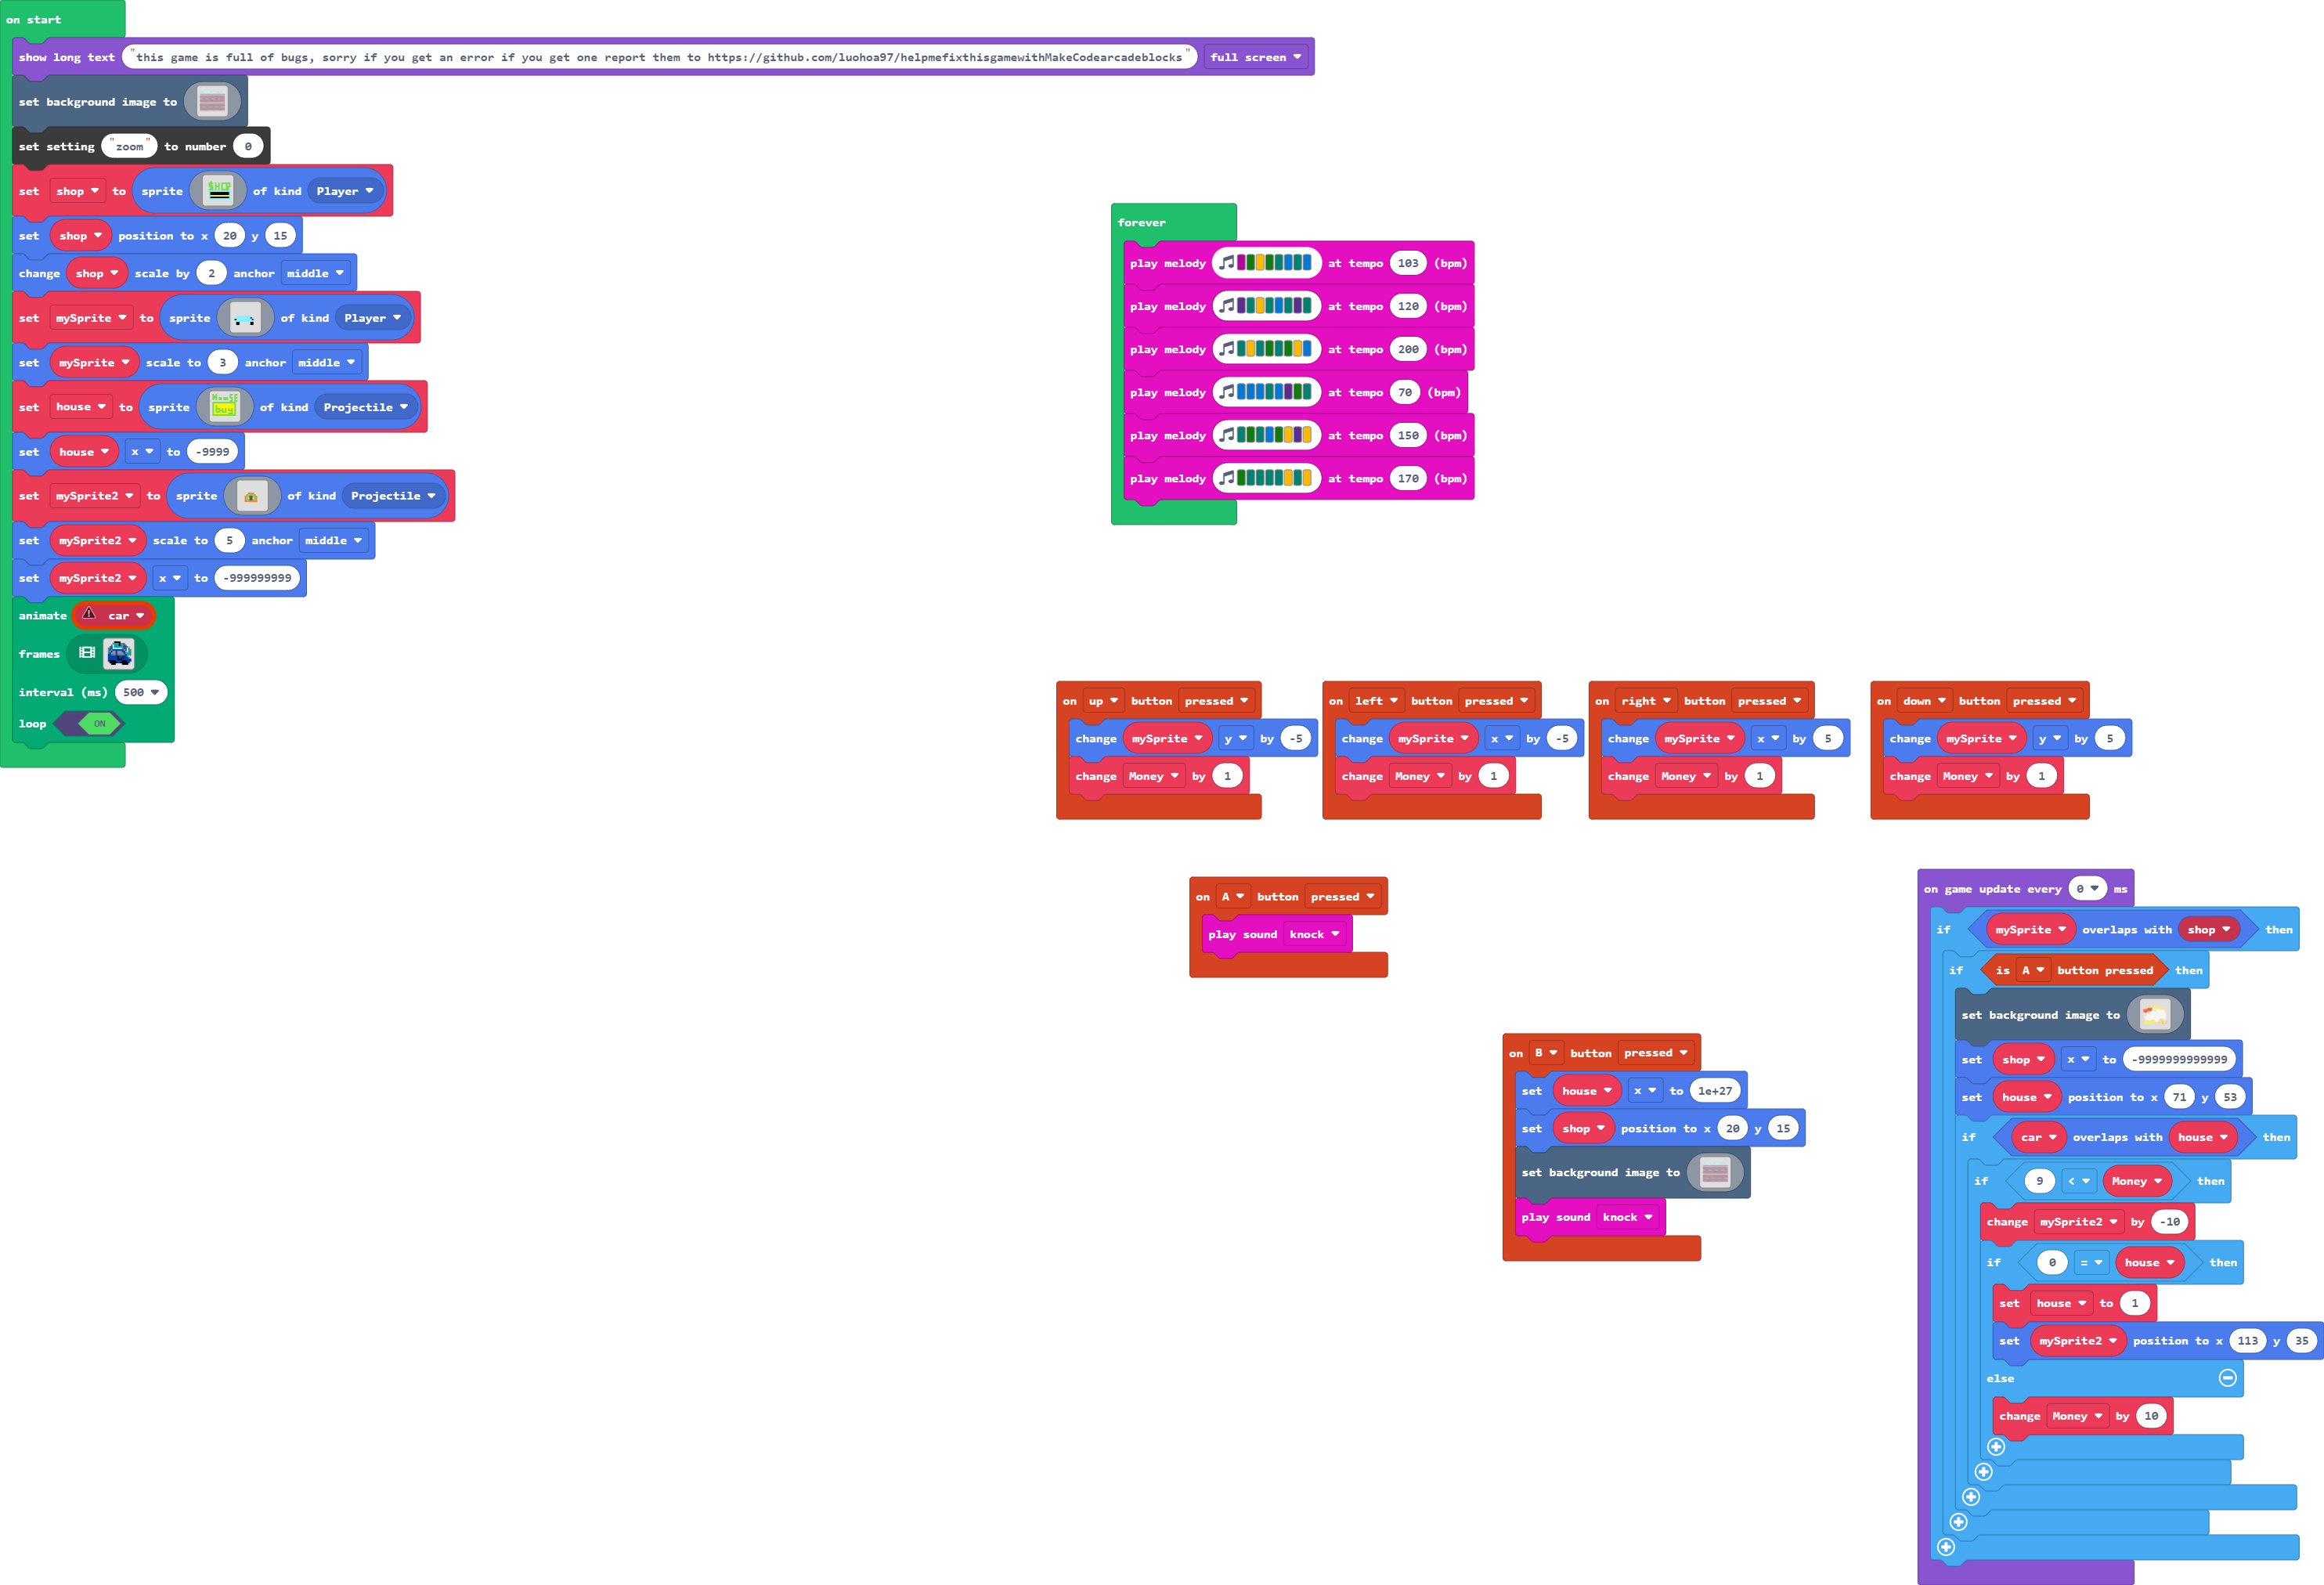 on start
show long text "this game is full of bugs, sorry if you get an error if you get one report them to https://github.com/luohoa97/helpmefixthisgamewithMakeCodearcadeblocks" full screen
set background image to
set setting "zoom" to number 0
set shop to sprite $HOP of kind Player
set shop position to x 20 y 15
change shop scale by 2 anchor middle
set mySprite to sprite of kind Player
set mySprite scale to 3 anchor middle
set house to sprite buy of kind Projectile
set house x to -9999
set mySprite2 to sprite of kind Projectile
set mySprite2 scale to 5 anchor middle
set mySprite2 x to -999999999
animate car
frames
interval (ms) 500
loop ON
forever
play melody at tempo 103 (bpm)
play melody at tempo 120 (bpm)
play melody at tempo 200 (bpm)
play melody at tempo 70 (bpm)
play melody at tempo 150 (bpm)
play melody at tempo 170 (bpm)
on up button pressed
change mySprite y by -5
change Money by 1
on left button pressed
change mySprite x by -5
change Money by 1
on right button pressed
change mySprite x by 5
change Money by 1
on down button pressed
change mySprite y by 5
change Money by 1
on A button pressed
play sound knock
on B button pressed
set house x to 1e+27
set shop position to x 20 y 15
set background image to
play sound knock
on game update every 0 ms
if mySprite overlaps with shop then
if is A button pressed then
set background image to
set shop x to -9999999999999
set house position to x 71 y 53
if car overlaps with house then
if 9 < Money then
change mySprite2 by -10
if 0 = house then
set house to 1
set mySprite2 position to x 113 y 35
else
change Money by 10